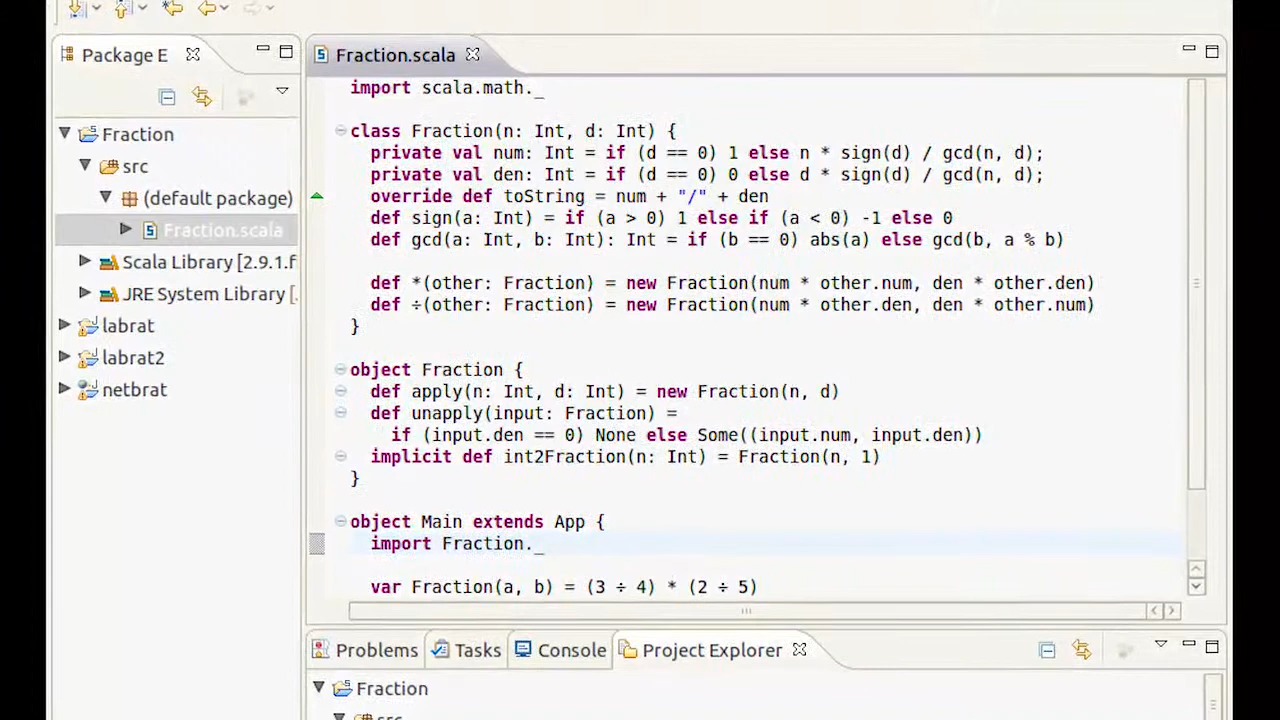 Package E
Fraction
src
(default package)
Fraction.scala
Scala Library [2.9.1.f
JRE System Library [
labrat
labrat2
netbrat
Fraction.scala
import scala.math._
class Fraction(n: Int, d: Int) {
private val num: Int = if (d == 0) 1 else n * sign(d) / gcd(n, d);
private val den: Int = if (d == 0) 0 else d * sign(d) / gcd(n, d);
override def toString = num + "/" + den
def sign(a: Int) = if (a > 0) 1 else if (a < 0) -1 else 0
def gcd(a: Int, b: Int): Int = if (b == 0) abs(a) else gcd(b, a % b)
def *(other: Fraction) = new Fraction(num * other.num, den * other.den)
def ÷(other: Fraction) = new Fraction(num * other.den, den * other.num)
}
object Fraction {
def apply(n: Int, d: Int) = new Fraction(n, d)
def unapply(input: Fraction) =
if (input.den == 0) None else Some((input.num, input.den))
implicit def int2Fraction(n: Int) = Fraction(n, 1)
}
object Main extends App {
import Fraction._
var Fraction(a, b) = (3 ÷ 4) * (2 ÷ 5)
Problems
Tasks
Console
Project Explorer
Fraction
src